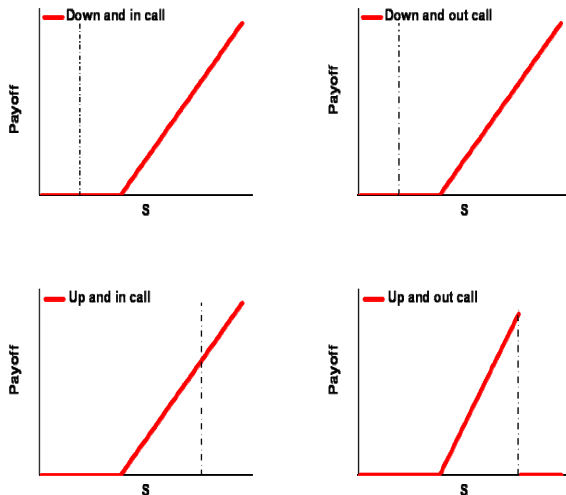 Down and in call
Payoff
S
Down and out call
Payoff
S
Up and in call
Payoff
S
Up and out call
Payoff
S